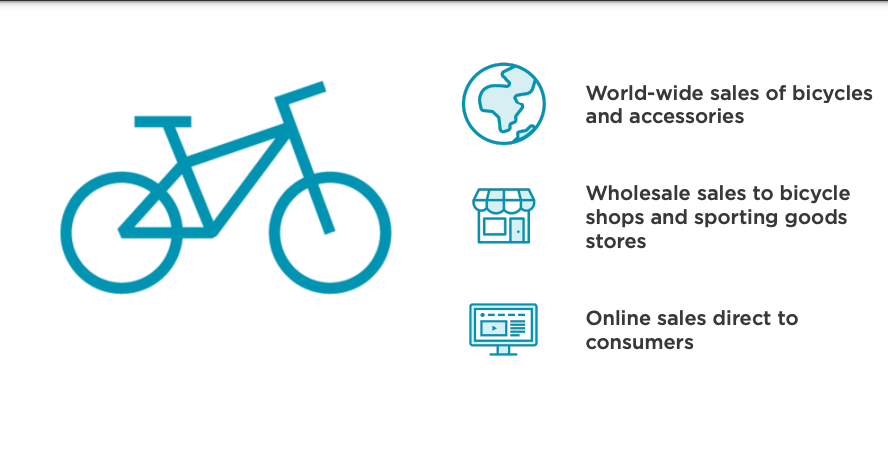 World-wide sales of bicycles
and accessories
Wholesale sales to bicycle
shops and sporting goods
stores
Online sales direct to
consumers